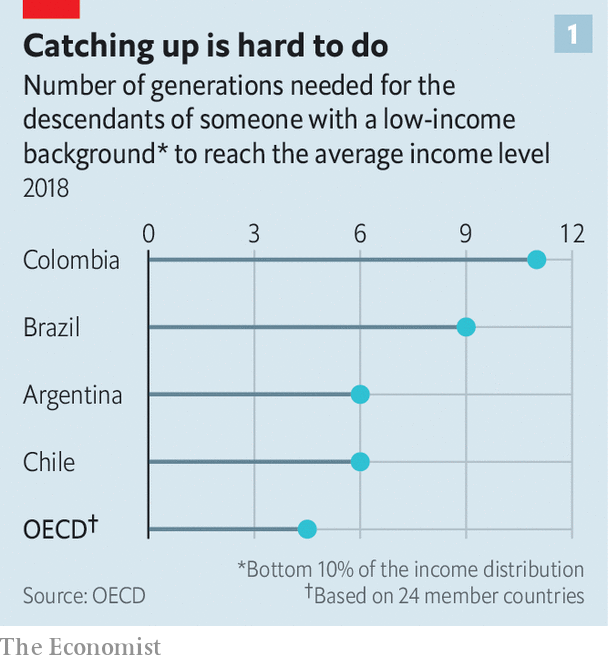 Catching up is hard to do
1
Number of generations needed for the
descendants of someone with a low-income
background* to reach the average income level
2018
0 3 6 9 12
Colombia
Brazil
Argentina
Chile
OECD†
*Bottom 10% of the income distribution
Source: OECD †Based on 24 member countries
The Economist